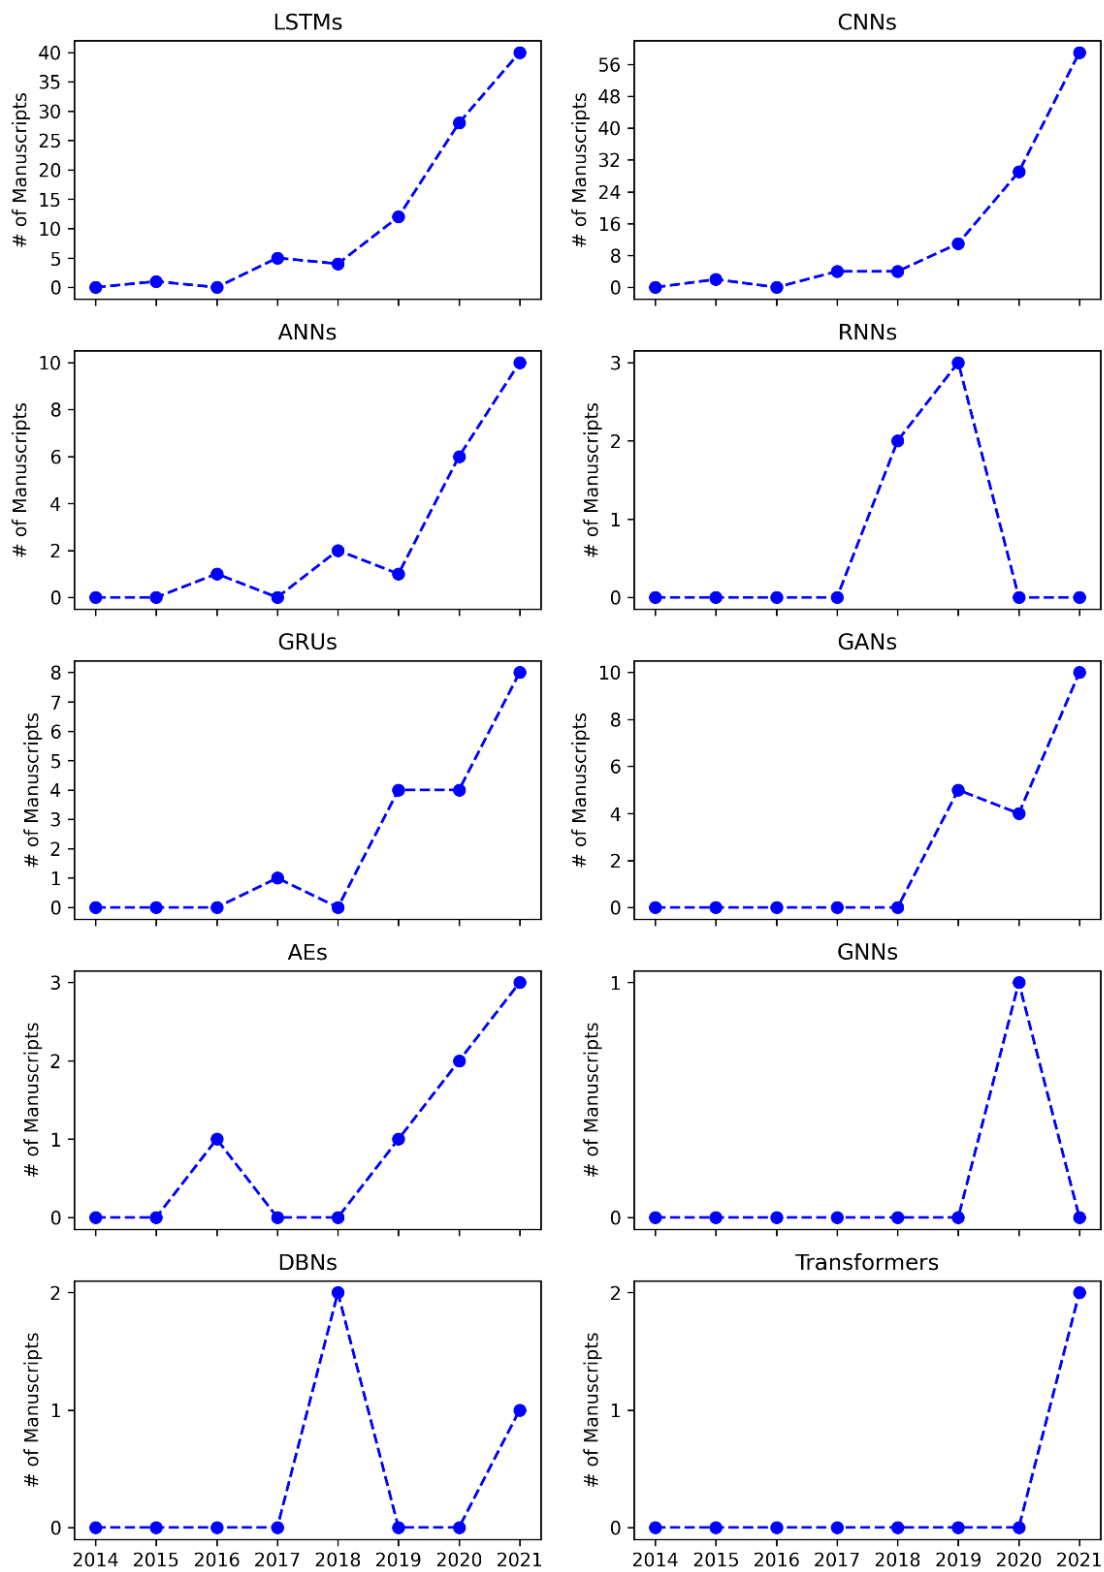 LSTMs
# of Manuscripts
40
35
30
25
20
15
10
5
0
CNNs
# of Manuscripts
56
48
40
32
24
16
8
0
ANNs
# of Manuscripts
10
8
6
4
2
0
RNNs
# of Manuscripts
3
2
1
0
GRUs
# of Manuscripts
8
7
6
5
4
3
2
1
0
GANs
# of Manuscripts
10
8
6
4
2
0
AEs
# of Manuscripts
3
2
1
0
GNNs
# of Manuscripts
1
0
DBNs
# of Manuscripts
2
1
0
2014 2015 2016 2017 2018 2019 2020 2021
Transformers
# of Manuscripts
2
1
0
2014 2015 2016 2017 2018 2019 2020 2021